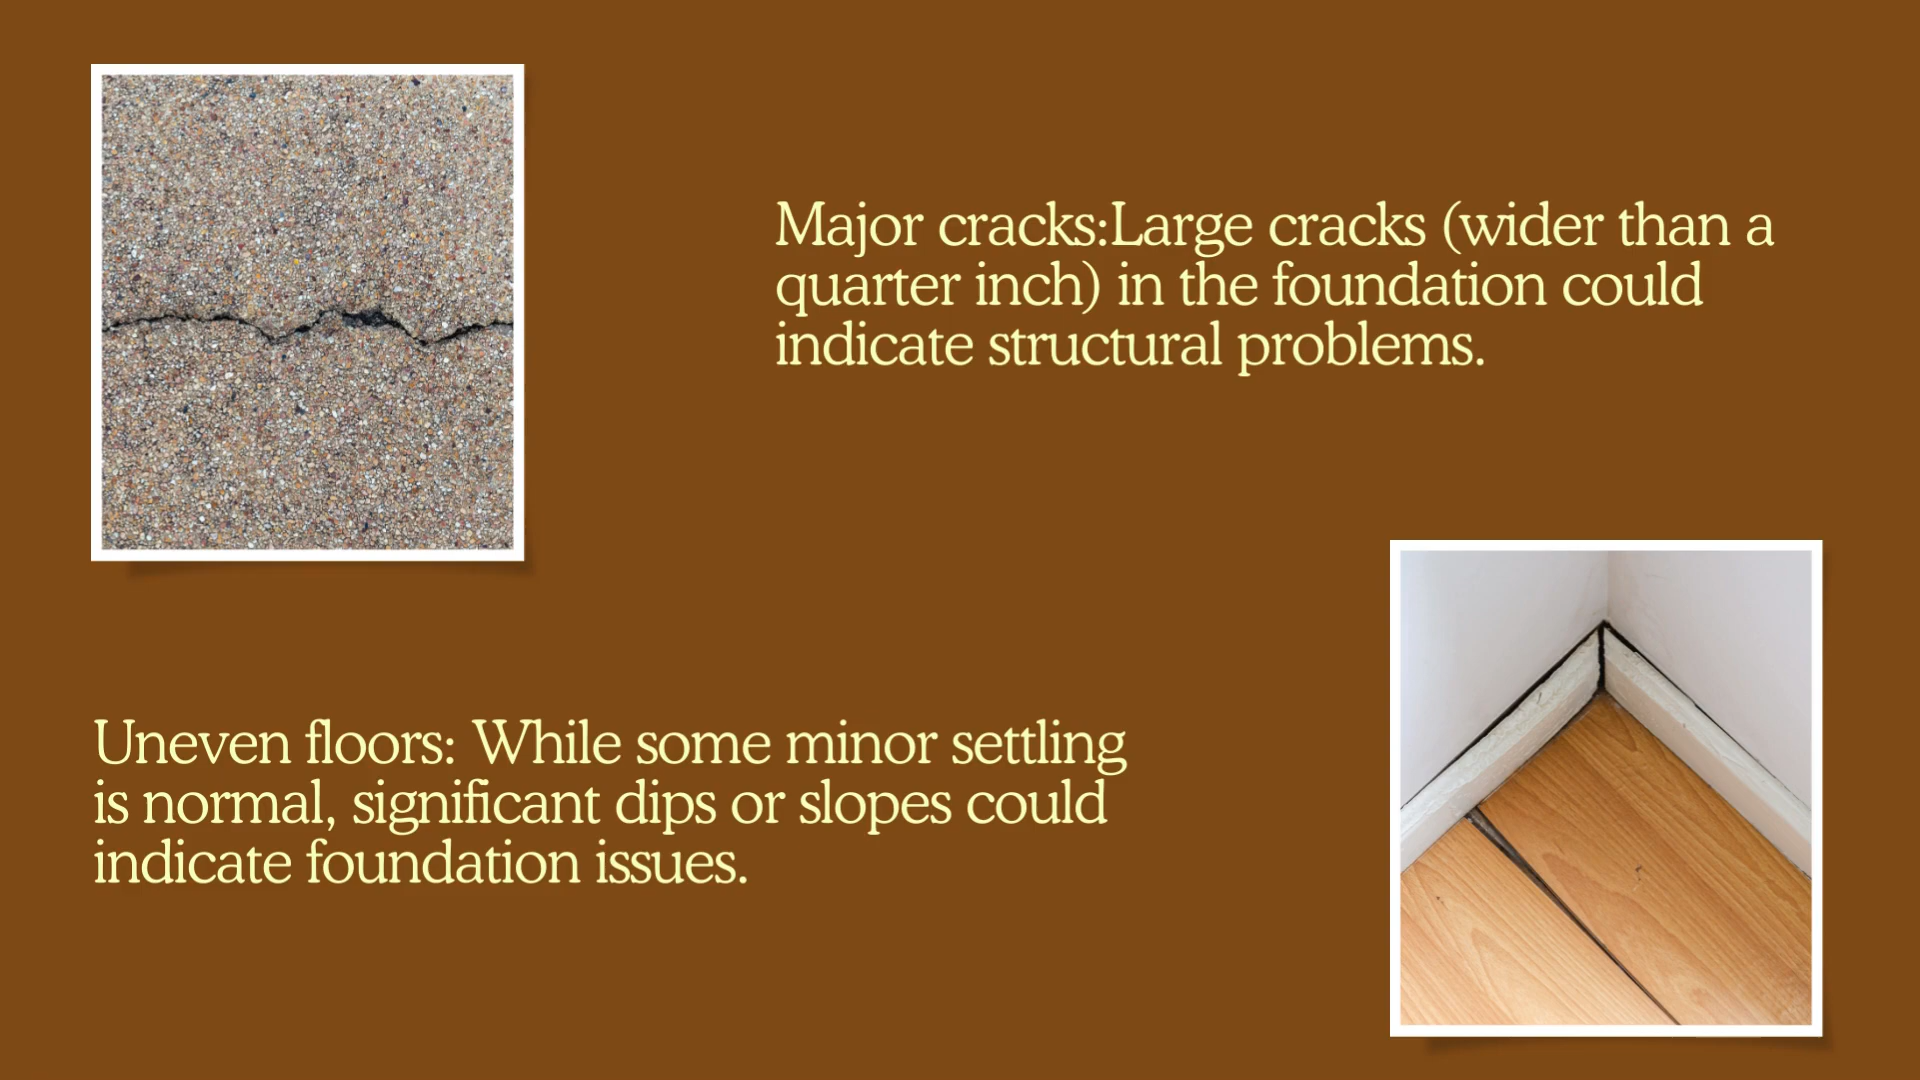 Major cracks:Large cracks (wider than a
quarter inch) in the foundation could
indicate structural problems.
Uneven floors: While some minor settling
is normal, significant dips or slopes could
indicate foundation issues.